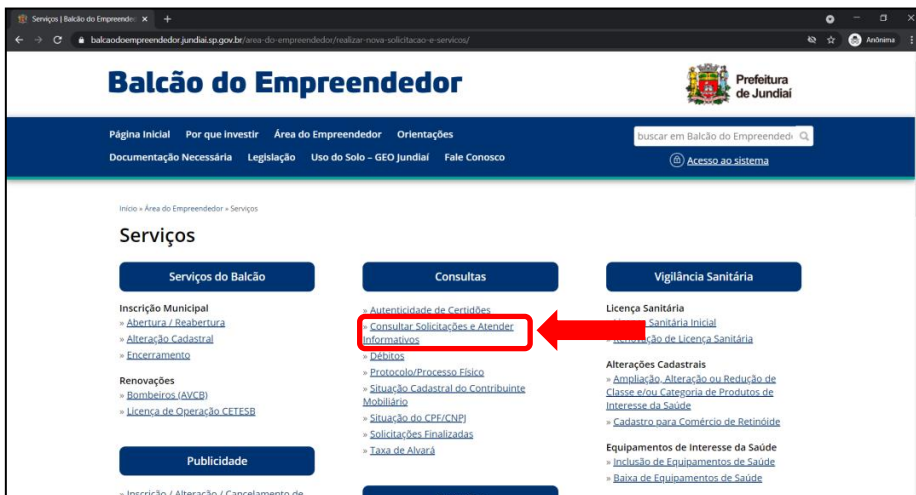 Serviços | Balcão do Empreended
balcaodoempreendedor.jundiai.sp.gov.br/area-do-empreendedor/realizar-nova-solicitacao-e-servicos/
Anônima
Balcão do Empreendedor
Prefeitura
de Jundiaí
Página Inicial Por que investir Área do Empreendedor Orientações
Documentação Necessária Legislação Uso do Solo – GEO Jundiaí Fale Conosco
buscar em Balcão do Empreended
Acesso ao sistema
Início » Área do Empreendedor » Serviços
Serviços
Serviços do Balcão
Inscrição Municipal
» Abertura / Reabertura
» Alteração Cadastral
» Encerramento
Renovações
» Bombeiros (AVCB)
» Licença de Operação CETESB
Publicidade
» Inscrição / Alteração / Cancelamento de
Consultas
» Autenticidade de Certidões
» Consultar Solicitações e Atender
Informativos
» Débitos
» Protocolo/Processo Físico
» Situação Cadastral do Contribuinte
Mobiliário
» Situação do CPF/CNPJ
» Solicitações Finalizadas
» Taxa de Alvará
Vigilância Sanitária
Licença Sanitária
Sanitária Inicial
de Licença Sanitária
Alterações Cadastrais
» Ampliação, Alteração ou Redução de
Classe e/ou Categoria de Produtos de
Interesse da Saúde
» Cadastro para Comércio de Retinóide
Equipamentos de Interesse da Saúde
» Inclusão de Equipamentos de Saúde
» Baixa de Equipamentos de Saúde